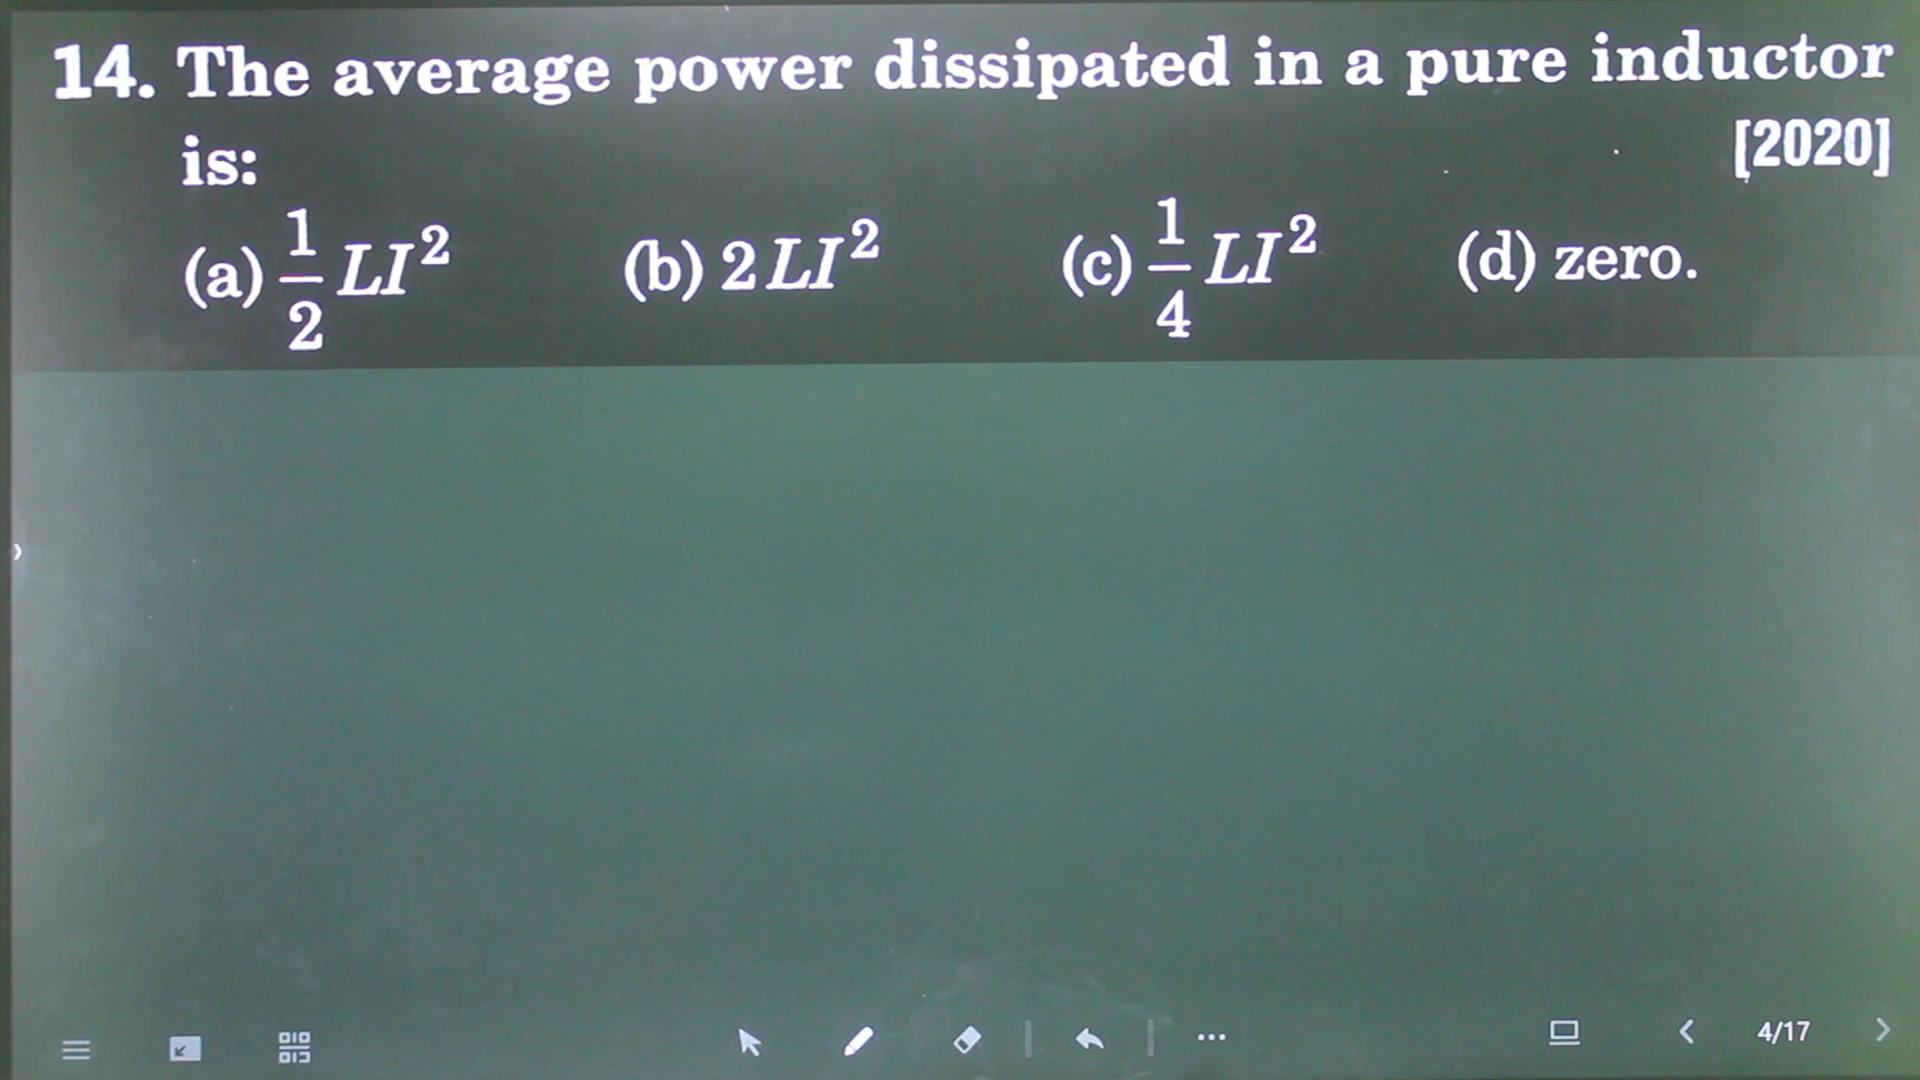 14. The average power dissipated in a pure inductor
is: [2020]
(a) 1/2 LI² (b) 2LI² (c) 1/4 LI² (d) zero.
4/17